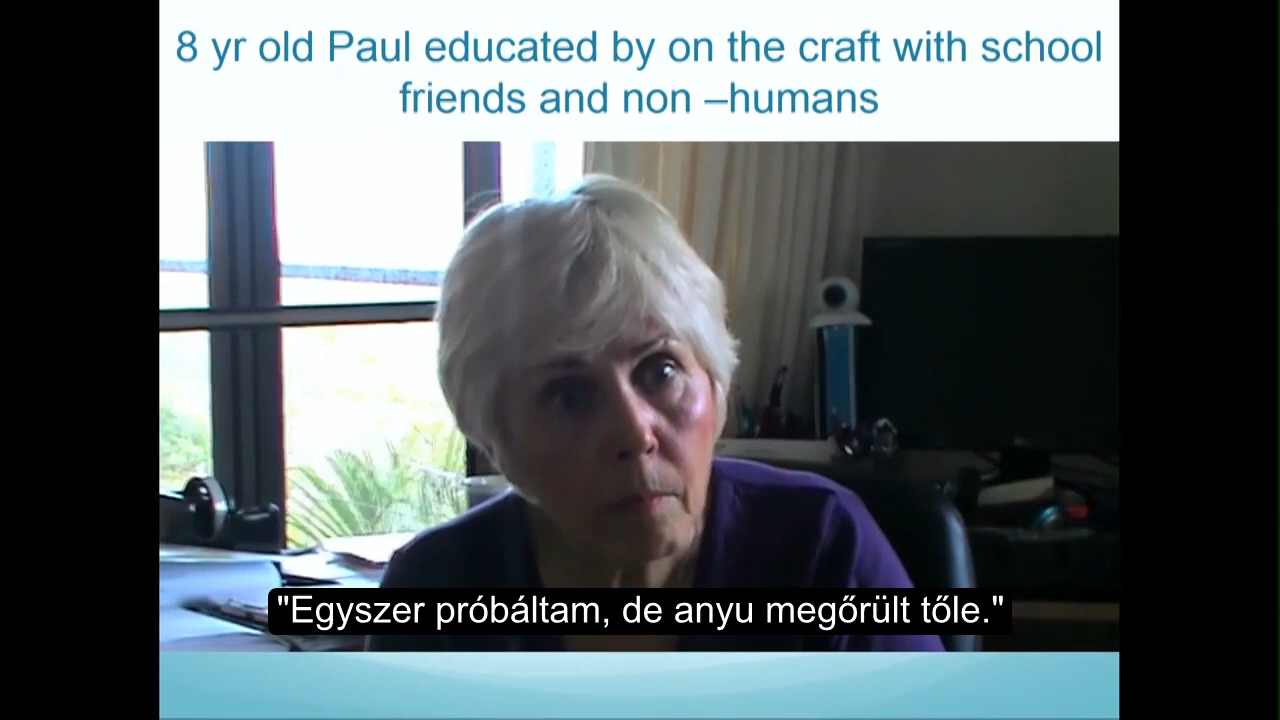 8 yr old Paul educated by on the craft with school
friends and non –humans
"Egyszer próbáltam, de anyu megőrült tőle."